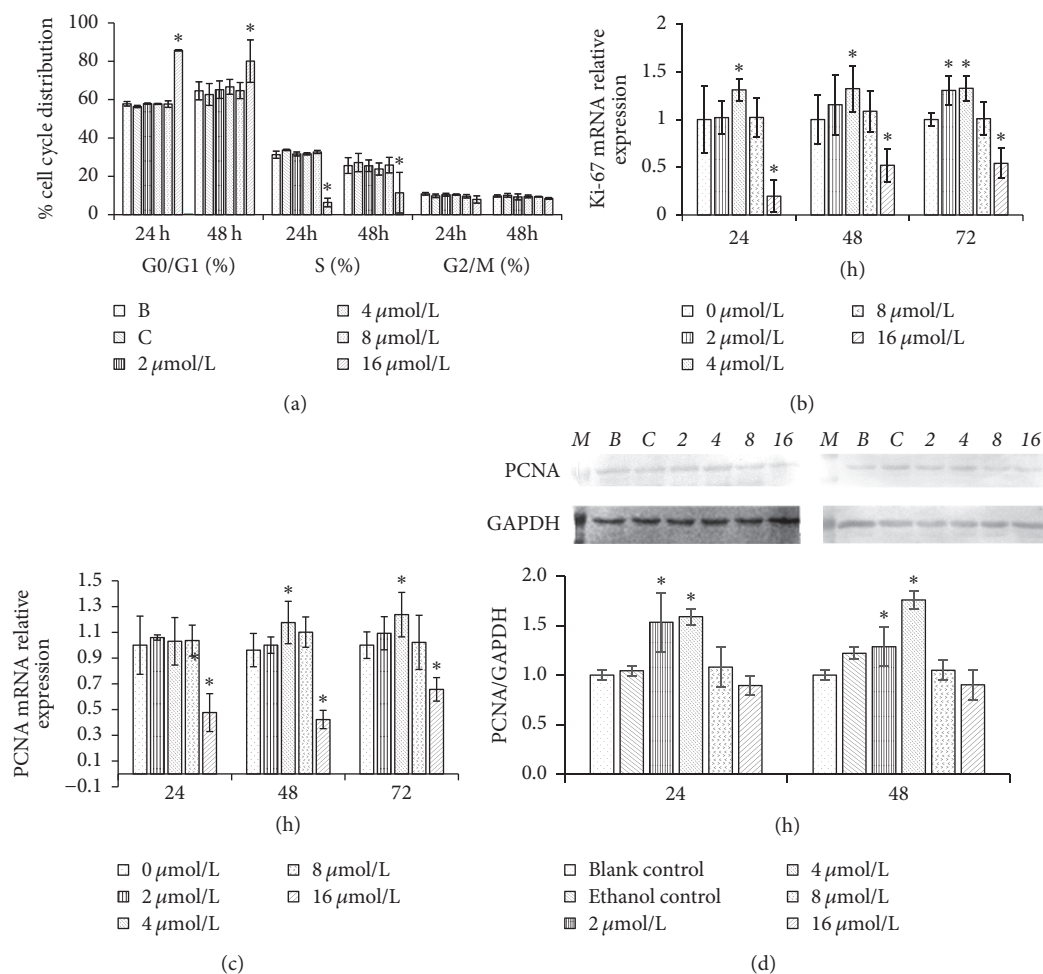 100
80
60
40
20
0
% cell cycle distribution
* * * *
24 h 48 h 24h 48h 24h 48h
G0/G1 (%) S (%) G2/M (%)
B 4 μmol/L
C 8 μmol/L
2 μmol/L 16 μmol/L
(a)
2
1.5
1
0.5
0
Ki-67 mRNA relative
expression
* * * * * * *
24 48 72
(h)
0 μmol/L 8 μmol/L
2 μmol/L 16 μmol/L
4 μmol/L
(b)
1.5
1.3
1.1
0.9
0.7
0.5
0.3
0.1
−0.1
PCNA mRNA relative
expression
* * * * * *
24 48 72
(h)
0 μmol/L 8 μmol/L
2 μmol/L 16 μmol/L
4 μmol/L
(c)
M B C 2 4 8 16 M B C 2 4 8 16
PCNA
GAPDH
2.0
1.5
1.0
0.5
0.0
PCNA/GAPDH
* * * *
24 48
(h)
Blank control 4 μmol/L
Ethanol control 8 μmol/L
2 μmol/L 16 μmol/L
(d)